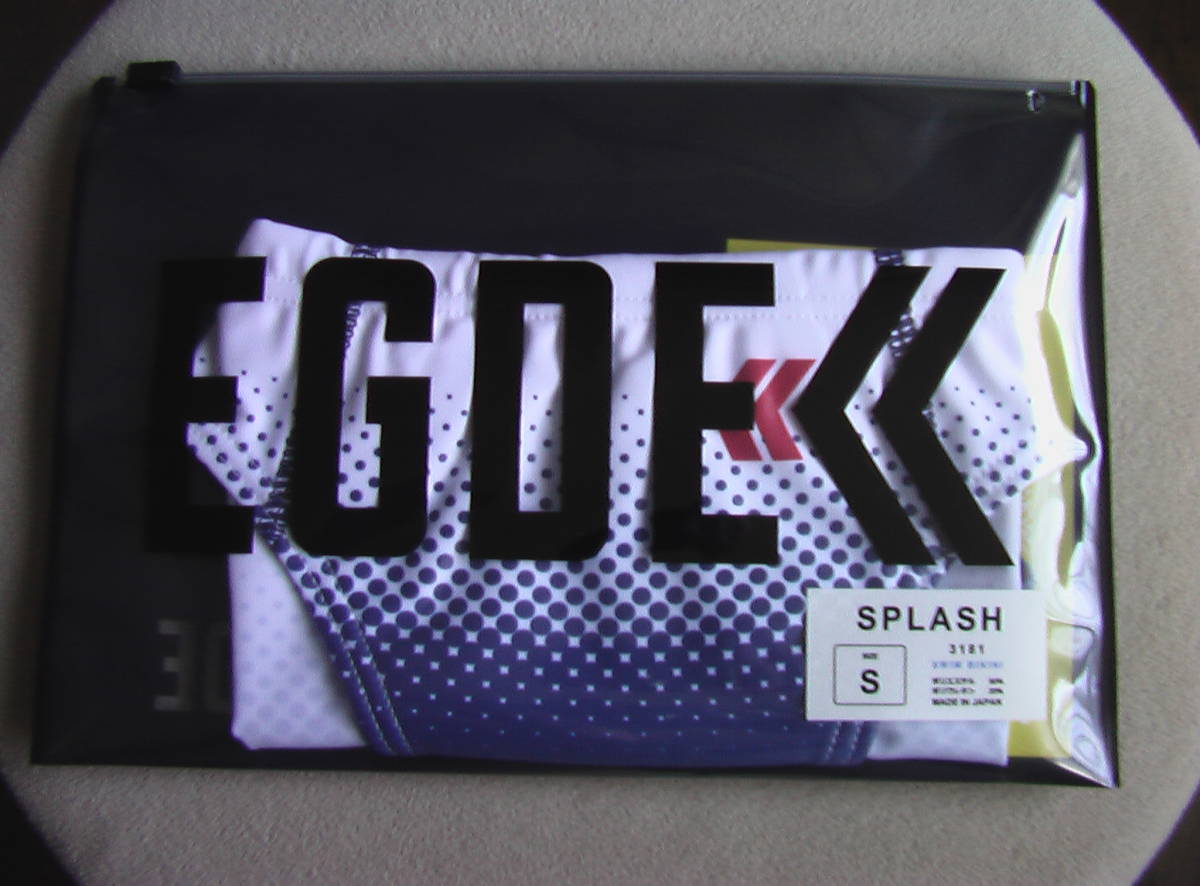 EGDE
SPLASH
3181
SIZE
S
SWIM BIKINI
MADE IN JAPAN